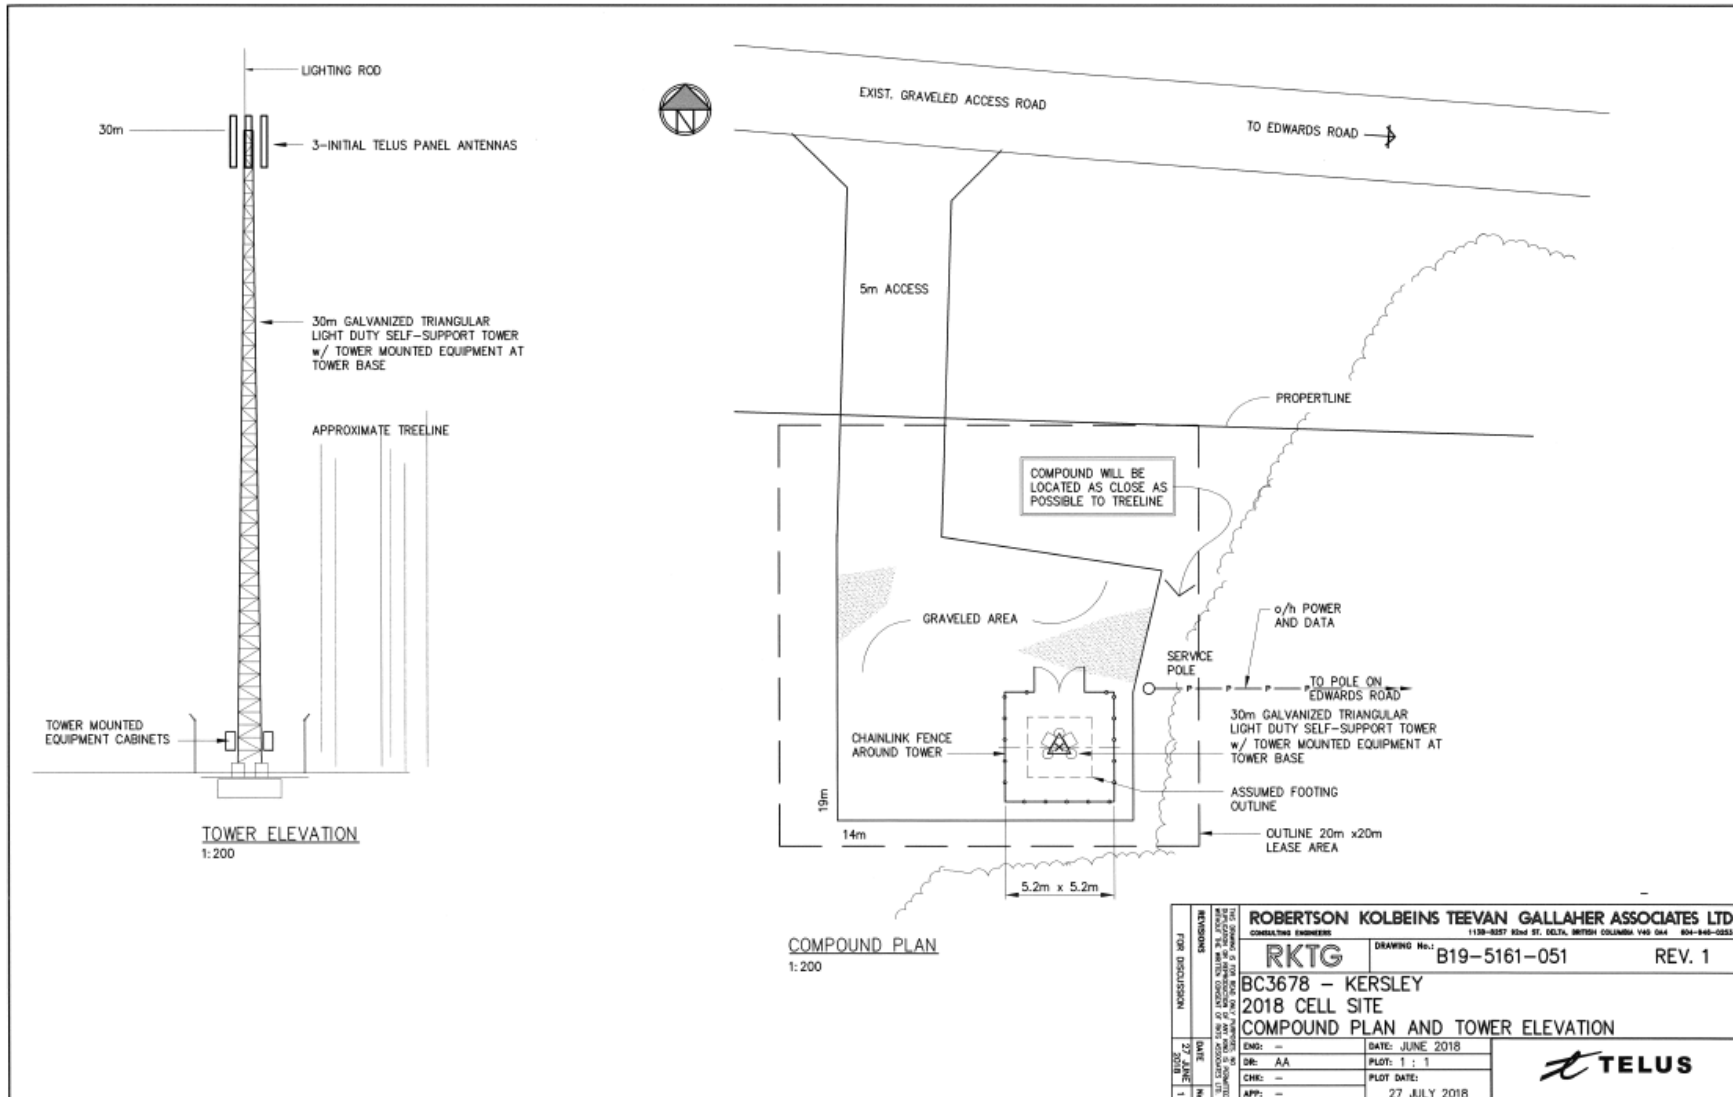 LIGHTING ROD
30m
3-INITIAL TELUS PANEL ANTENNAS
30m GALVANIZED TRIANGULAR
LIGHT DUTY SELF-SUPPORT TOWER
w/ TOWER MOUNTED EQUIPMENT AT
TOWER BASE
APPROXIMATE TREELINE
TOWER MOUNTED
EQUIPMENT CABINETS
TOWER ELEVATION
1:200
N
EXIST. GRAVELED ACCESS ROAD
TO EDWARDS ROAD
5m ACCESS
PROPERTLINE
COMPOUND WILL BE
LOCATED AS CLOSE AS
POSSIBLE TO TREELINE
GRAVELED AREA
o/h POWER
AND DATA
SERVICE
POLE
P P P P
TO POLE ON
EDWARDS ROAD
30m GALVANIZED TRIANGULAR
LIGHT DUTY SELF-SUPPORT TOWER
w/ TOWER MOUNTED EQUIPMENT AT
TOWER BASE
CHAINLINK FENCE
AROUND TOWER
ASSUMED FOOTING
OUTLINE
19m
14m
OUTLINE 20m x20m
LEASE AREA
5.2m x 5.2m
COMPOUND PLAN
1:200
FOR DISCUSSION
27 JUNE
2018
1
REVISIONS
DATE
ROBERTSON KOLBEINS TEEVAN GALLAHER ASSOCIATES LTD
CONSULTING ENGINEERS
RKTG
DRAWING No.:
B19-5161-051
REV. 1
BC3678 - KERSLEY
2018 CELL SITE
COMPOUND PLAN AND TOWER ELEVATION
ENG: -
DATE: JUNE 2018
DR: AA
PLOT: 1 : 1
CHK: -
PLOT DATE:
APP: -
27 JULY 2018
TELUS